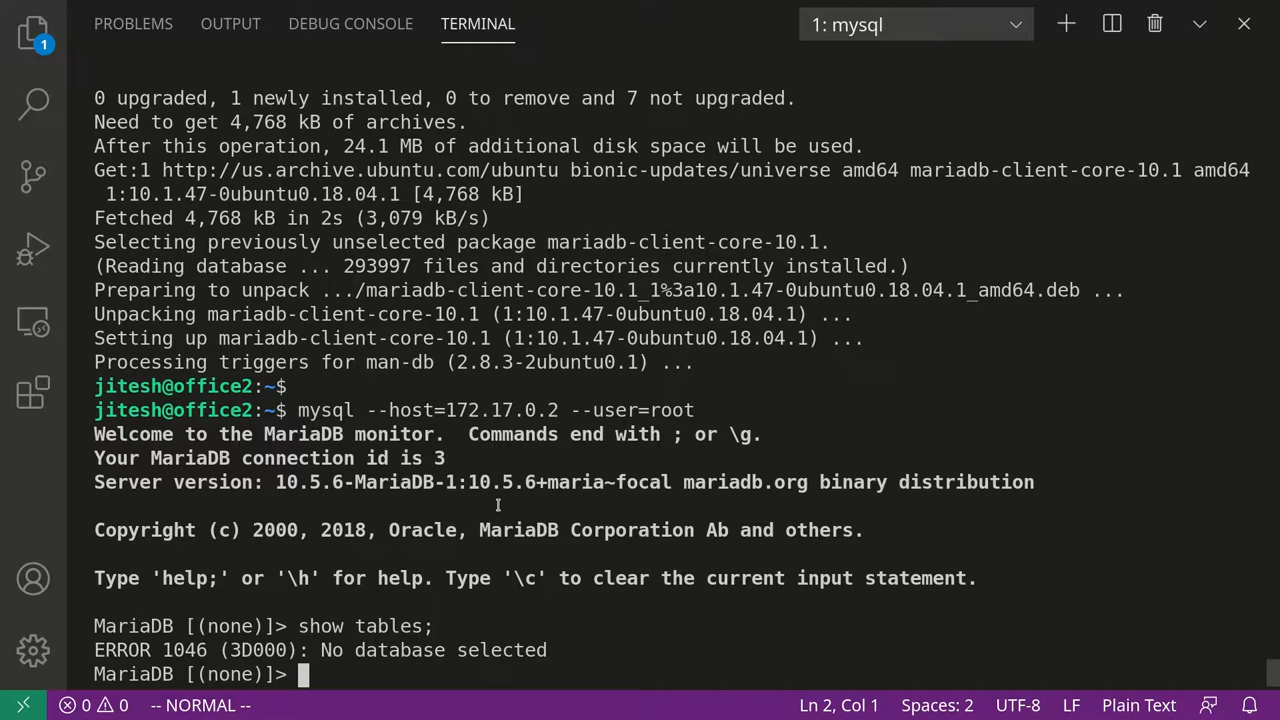 PROBLEMS OUTPUT DEBUG CONSOLE TERMINAL 1: mysql
1
0 upgraded, 1 newly installed, 0 to remove and 7 not upgraded.
Need to get 4,768 kB of archives.
After this operation, 24.1 MB of additional disk space will be used.
Get:1 http://us.archive.ubuntu.com/ubuntu bionic-updates/universe amd64 mariadb-client-core-10.1 amd64
1:10.1.47-0ubuntu0.18.04.1 [4,768 kB]
Fetched 4,768 kB in 2s (3,079 kB/s)
Selecting previously unselected package mariadb-client-core-10.1.
(Reading database ... 293997 files and directories currently installed.)
Preparing to unpack .../mariadb-client-core-10.1_1%3a10.1.47-0ubuntu0.18.04.1_amd64.deb ...
Unpacking mariadb-client-core-10.1 (1:10.1.47-0ubuntu0.18.04.1) ...
Setting up mariadb-client-core-10.1 (1:10.1.47-0ubuntu0.18.04.1) ...
Processing triggers for man-db (2.8.3-2ubuntu0.1) ...
jitesh@office2:~$
jitesh@office2:~$ mysql --host=172.17.0.2 --user=root
Welcome to the MariaDB monitor.  Commands end with ; or \g.
Your MariaDB connection id is 3
Server version: 10.5.6-MariaDB-1:10.5.6+maria~focal mariadb.org binary distribution
Copyright (c) 2000, 2018, Oracle, MariaDB Corporation Ab and others.
Type 'help;' or '\h' for help. Type '\c' to clear the current input statement.
MariaDB [(none)]> show tables;
ERROR 1046 (3D000): No database selected
MariaDB [(none)]>
0 0 -- NORMAL -- Ln 2, Col 1 Spaces: 2 UTF-8 LF Plain Text